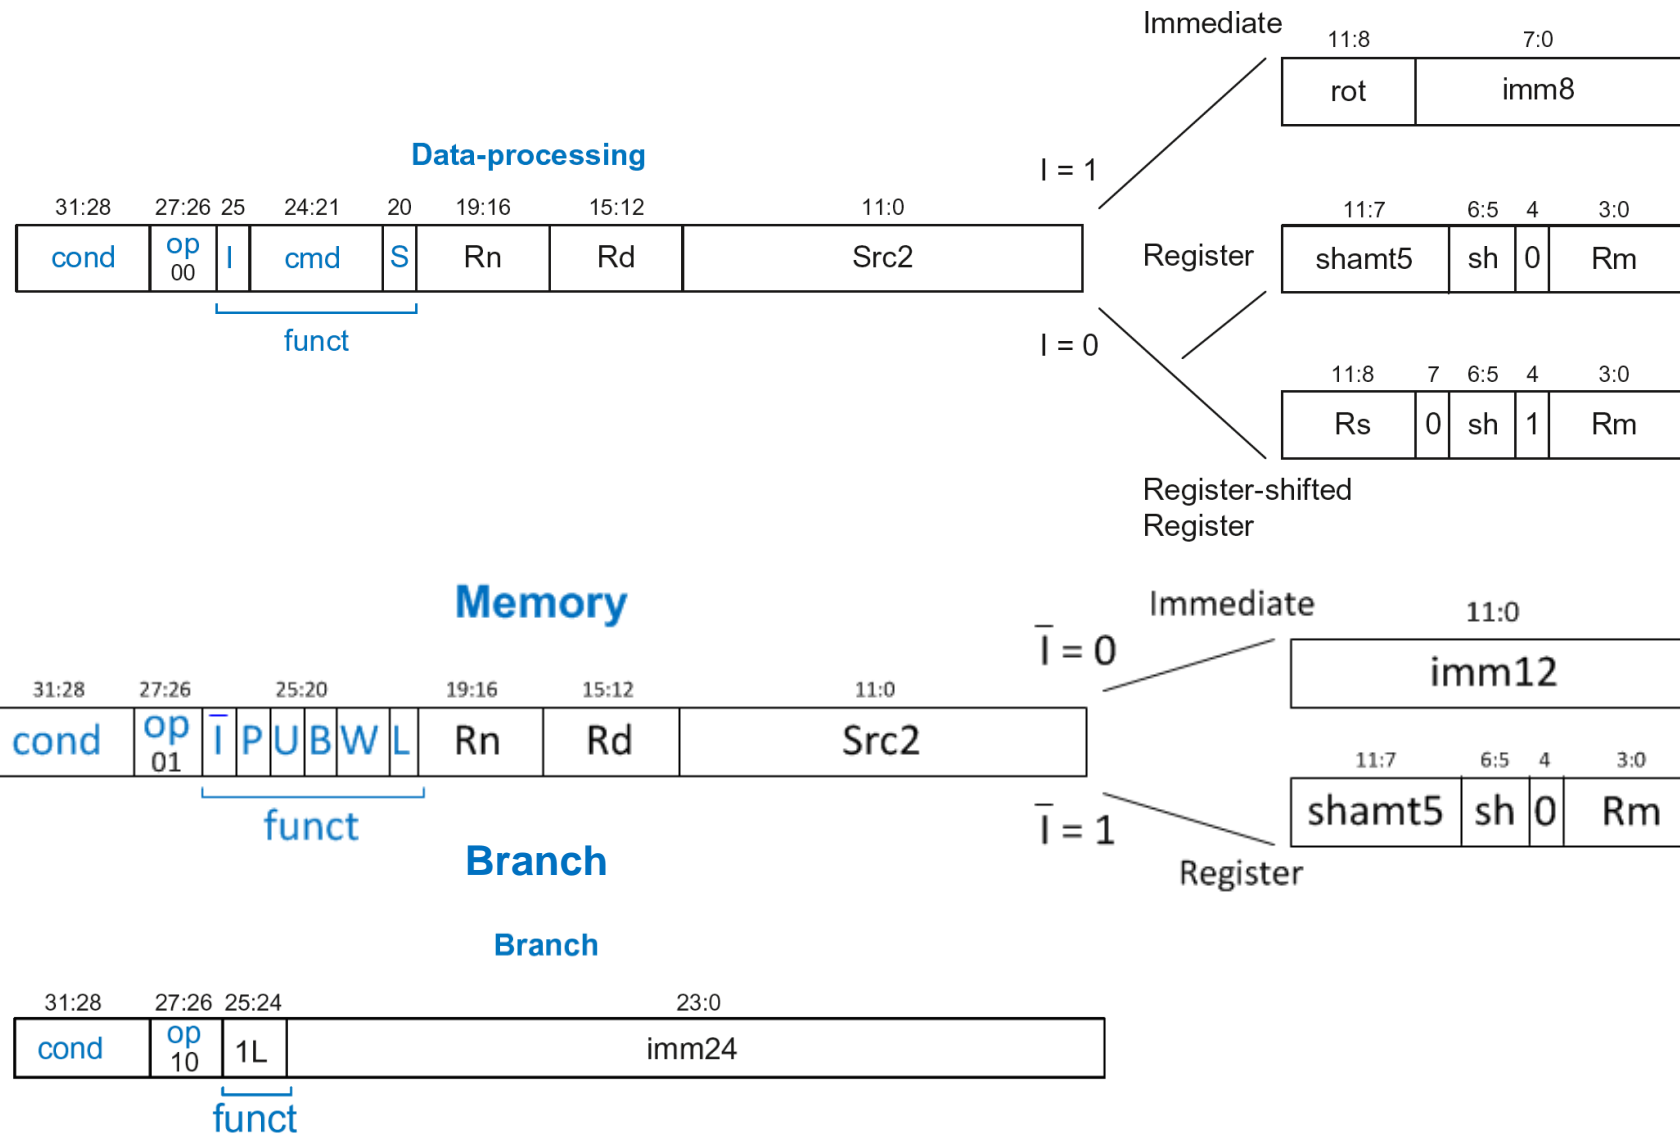 Immediate
11:8 7:0
rot imm8
Data-processing
I = 1
31:28 27:26 25 24:21 20 19:16 15:12 11:0
cond op 00 I cmd S Rn Rd Src2
funct
I = 0
Register
11:7 6:5 4 3:0
shamt5 sh 0 Rm
11:8 7 6:5 4 3:0
Rs 0 sh 1 Rm
Register-shifted
Register
Memory
Immediate
11:0
imm12
I̅ = 0
31:28 27:26 25:20 19:16 15:12 11:0
cond op 01 I̅ P U B W L Rn Rd Src2
funct
I̅ = 1
11:7 6:5 4 3:0
shamt5 sh 0 Rm
Register
Branch
Branch
31:28 27:26 25:24 23:0
cond op 10 1L imm24
funct